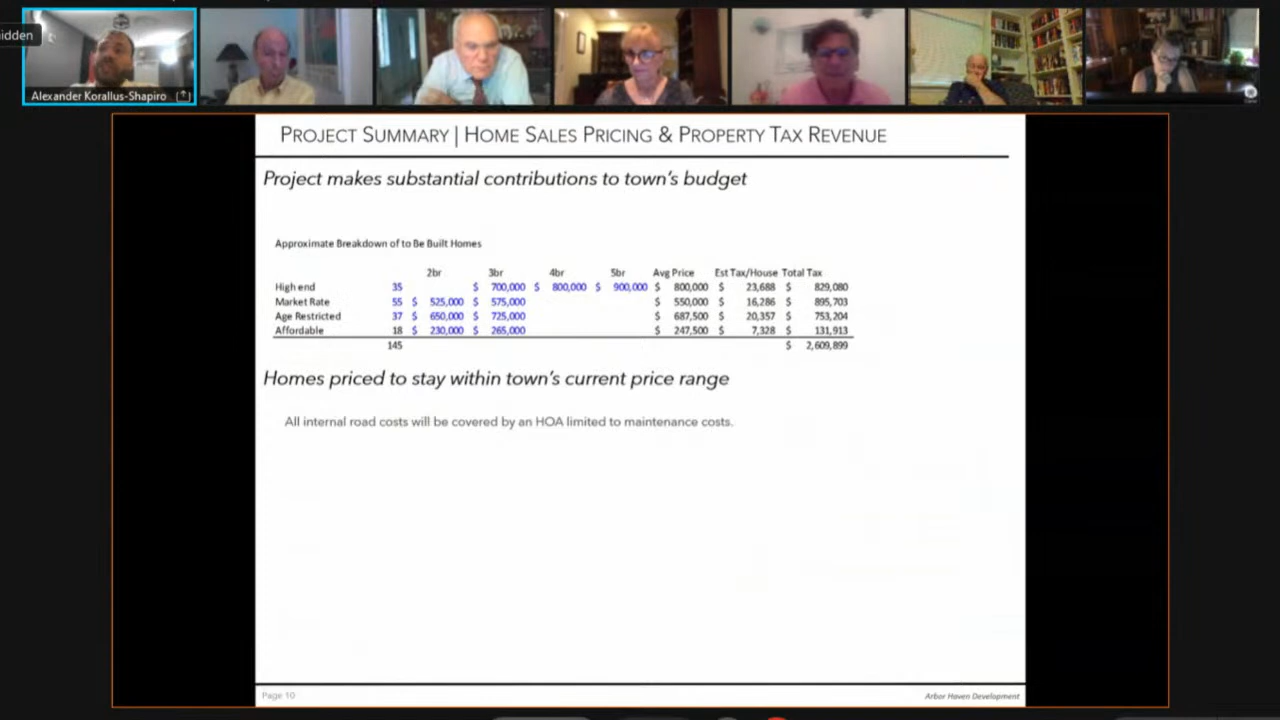 idden
Alexander Korallus-Shapiro
PROJECT SUMMARY | HOME SALES PRICING & PROPERTY TAX REVENUE
Project makes substantial contributions to town's budget
Approximate Breakdown of to Be Built Homes
2br 3br 4br 5br Avg Price Est Tax/House Total Tax
High end 35 $ 700,000 $ 800,000 $ 900,000 $ 800,000 $ 23,688 $ 829,080
Market Rate 55 $ 525,000 $ 575,000 $ 550,000 $ 16,286 $ 895,703
Age Restricted 37 $ 650,000 $ 725,000 $ 687,500 $ 20,357 $ 753,204
Affordable 18 $ 230,000 $ 265,000 $ 247,500 $ 7,328 $ 131,913
145 $ 2,609,899
Homes priced to stay within town's current price range
All internal road costs will be covered by an HOA limited to maintenance costs.
Page 10
Arbor Haven Development